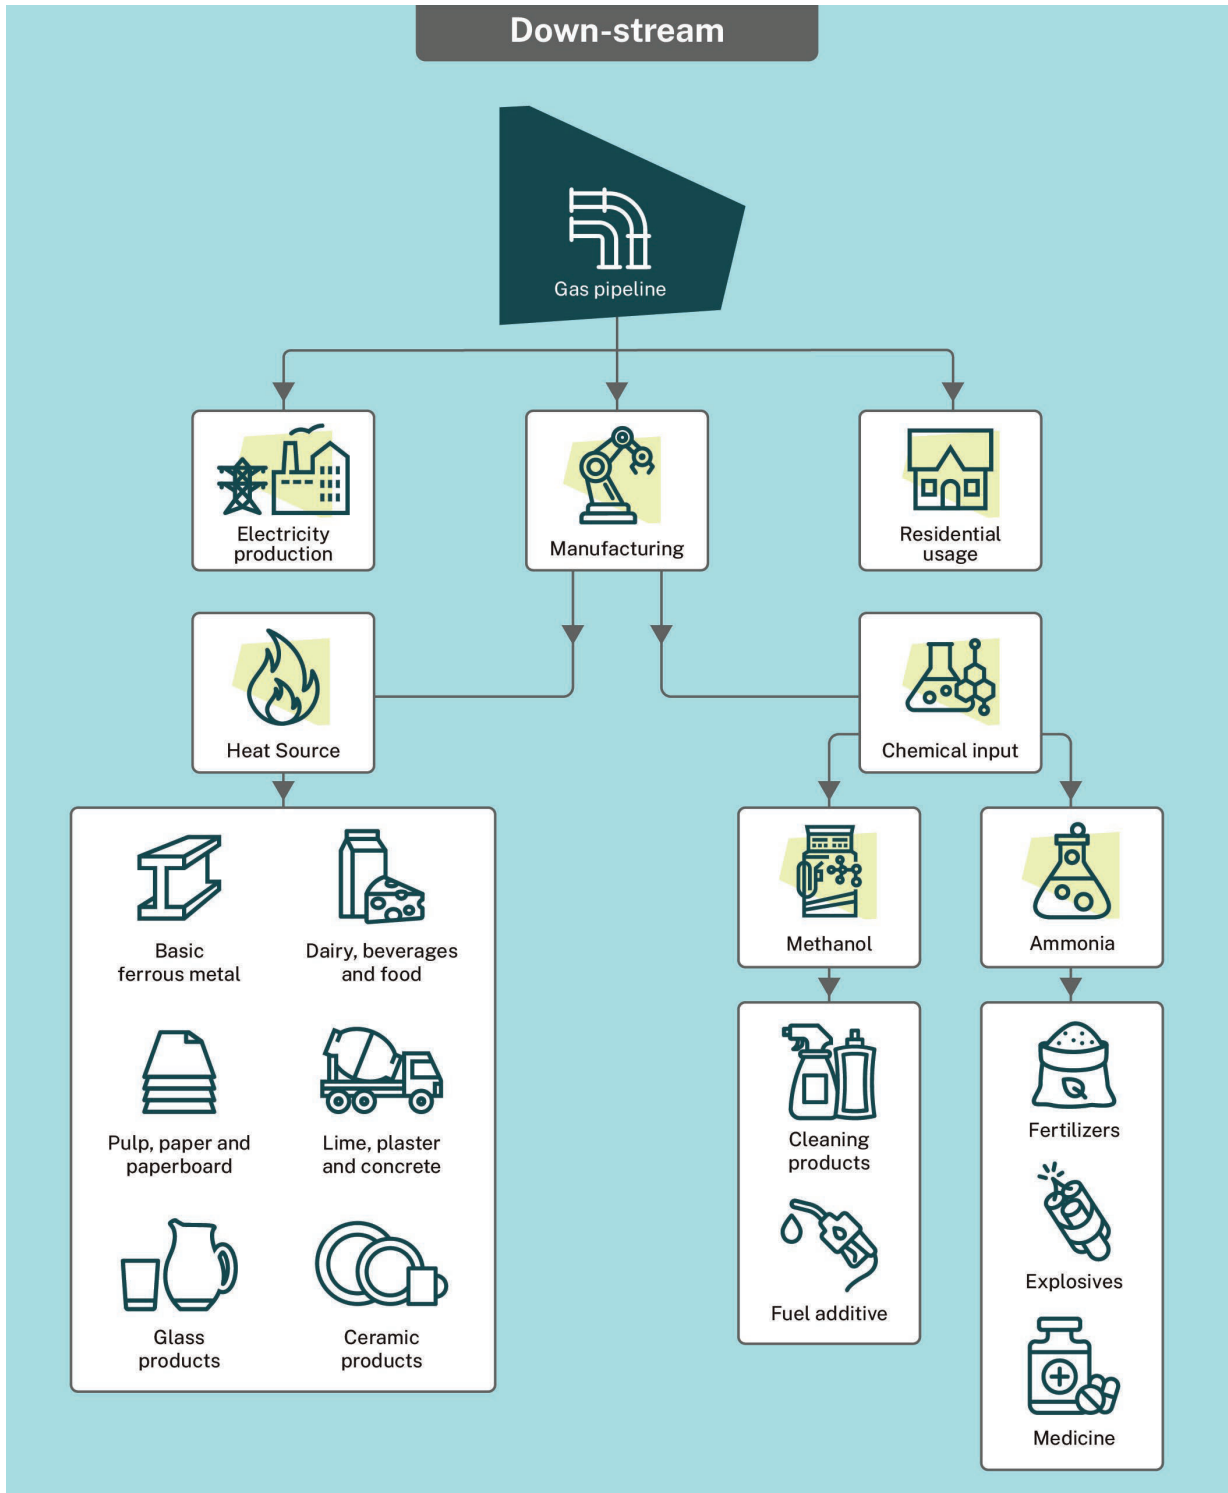 Down-stream
Gas pipeline
Electricity
production
Manufacturing
Residential
usage
Heat Source
Chemical input
Basic
ferrous metal
Dairy, beverages
and food
Pulp, paper and
paperboard
Lime, plaster
and concrete
Glass
products
Ceramic
products
Methanol
Ammonia
Cleaning
products
Fuel additive
Fertilizers
Explosives
Medicine